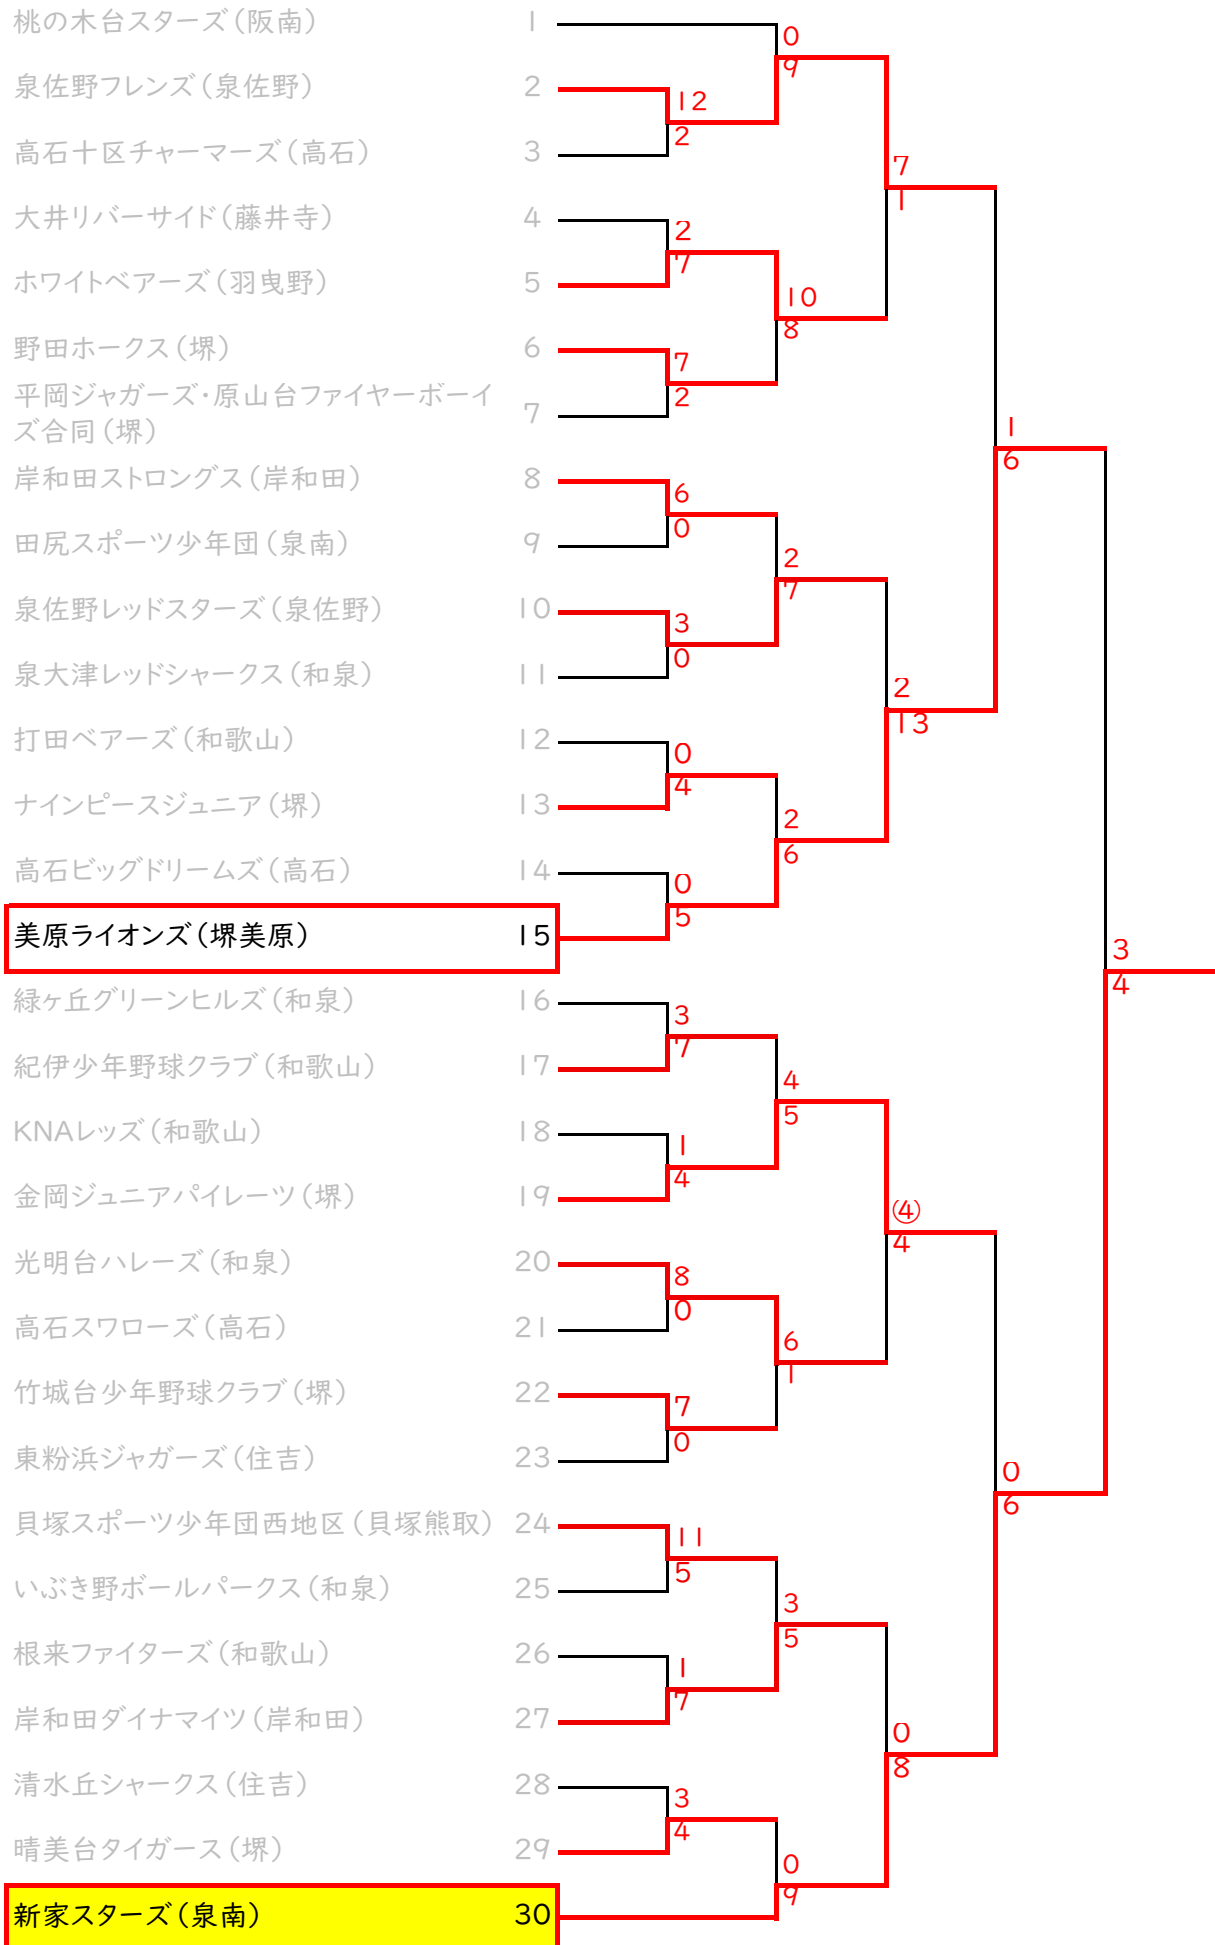 桃の木台スターズ（阪南） 1
0
9
泉佐野フレンズ（泉佐野） 2
12
2
高石十区チャーマーズ（高石） 3
7
1
大井リバーサイド（藤井寺） 4
2
7
ホワイトベアーズ（羽曳野） 5
10
8
野田ホークス（堺） 6
7
2
平岡ジャガーズ・原山台ファイヤーボーイ
ズ合同（堺） 7
1
6
岸和田ストロングス（岸和田） 8
6
0
田尻スポーツ少年団（泉南） 9
2
7
泉佐野レッドスターズ（泉佐野） 10
3
0
泉大津レッドシャークス（和泉） 11
2
13
打田ベアーズ（和歌山） 12
0
4
ナインピースジュニア（堺） 13
2
6
高石ビッグドリームズ（高石） 14
0
5
美原ライオンズ（堺美原） 15
3
4
緑ヶ丘グリーンヒルズ（和泉） 16
3
7
紀伊少年野球クラブ（和歌山） 17
4
5
KNAレッズ（和歌山） 18
1
4
金岡ジュニアパイレーツ（堺） 19
④
4
光明台ハレーズ（和泉） 20
8
0
高石スワローズ（高石） 21
6
1
竹城台少年野球クラブ（堺） 22
7
0
東粉浜ジャガーズ（住吉） 23
0
6
貝塚スポーツ少年団西地区（貝塚熊取） 24
11
5
いぶき野ボールパークス（和泉） 25
3
5
根来ファイターズ（和歌山） 26
1
7
岸和田ダイナマイツ（岸和田） 27
0
8
清水丘シャークス（住吉） 28
3
4
晴美台タイガース（堺） 29
0
9
新家スターズ（泉南） 30